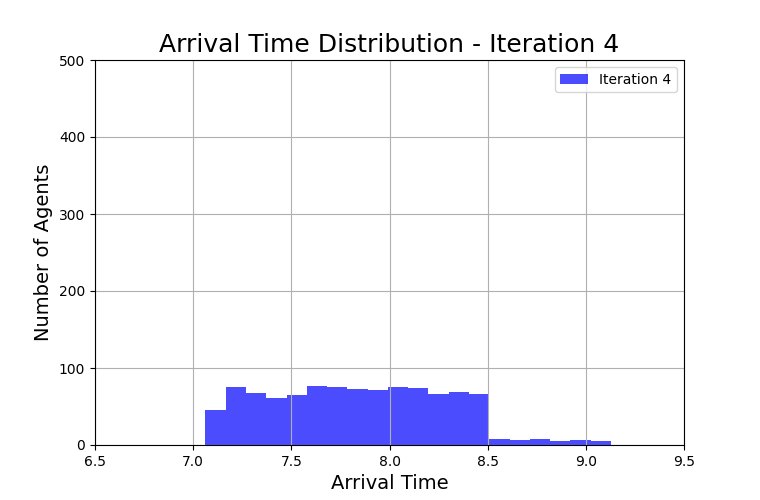 Arrival Time Distribution - Iteration 4
Iteration 4
Number of Agents
500
400
300
200
100
0
6.5 7.0 7.5 8.0 8.5 9.0 9.5
Arrival Time